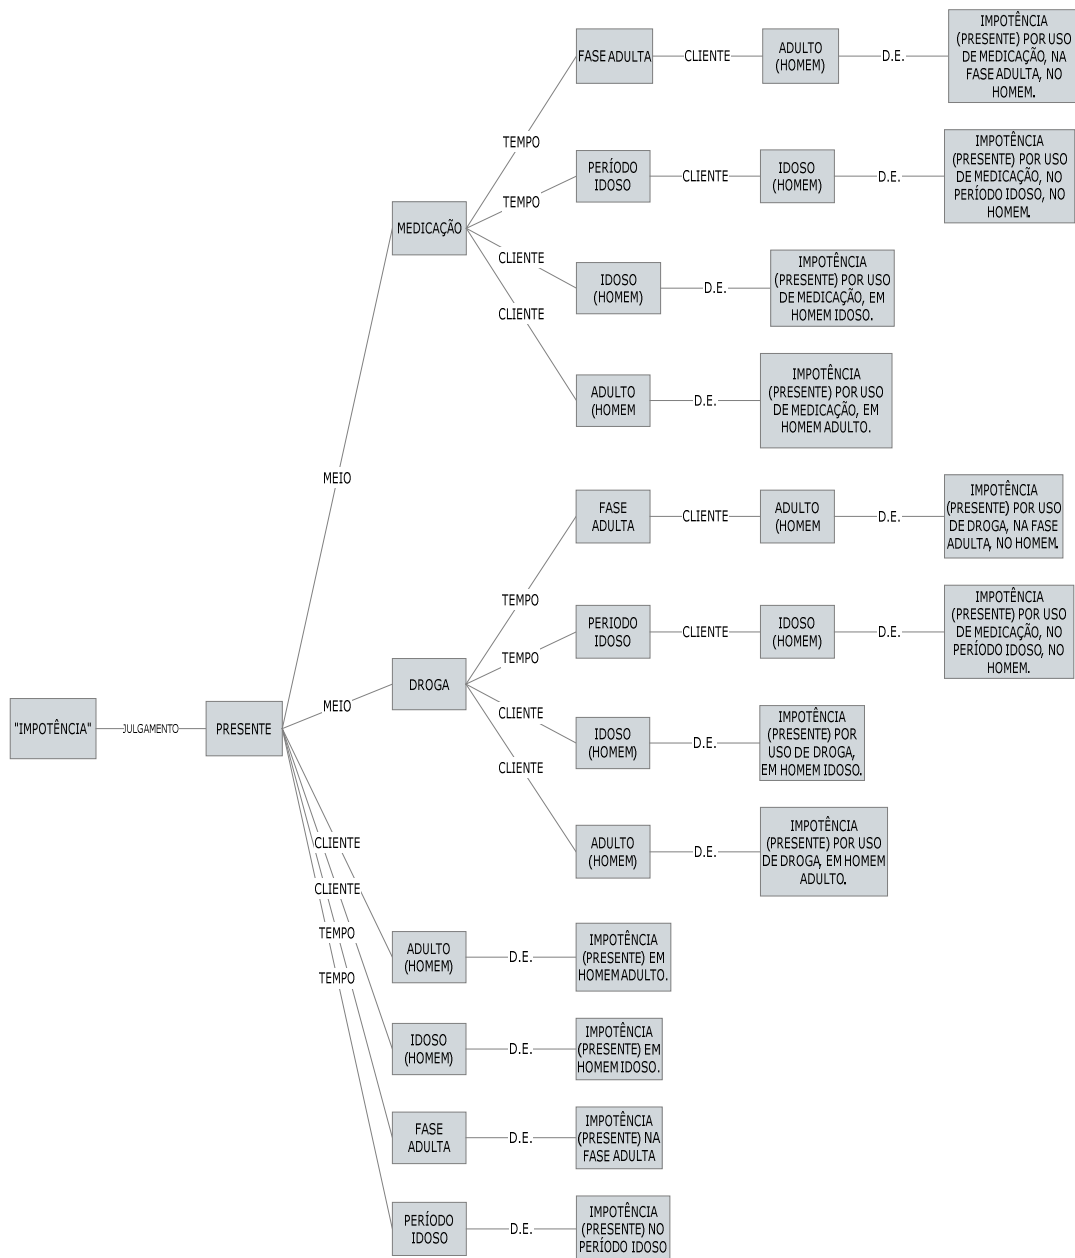 "IMPOTÊNCIA"
JULGAMENTO
PRESENTE
MEIO
MEDICAÇÃO
TEMPO
FASE ADULTA
CLIENTE
ADULTO
(HOMEM)
D.E.
IMPOTÊNCIA
(PRESENTE) POR USO
DE MEDICAÇÃO, NA
FASE ADULTA, NO
HOMEM.
TEMPO
PERÍODO
IDOSO
CLIENTE
IDOSO
(HOMEM)
D.E.
IMPOTÊNCIA
(PRESENTE) POR USO
DE MEDICAÇÃO, NO
PERÍODO IDOSO, NO
HOMEM.
CLIENTE
IDOSO
(HOMEM)
D.E.
IMPOTÊNCIA
(PRESENTE) POR USO
DE MEDICAÇÃO, EM
HOMEM IDOSO.
CLIENTE
ADULTO
(HOMEM
D.E.
IMPOTÊNCIA
(PRESENTE) POR USO
DE MEDICAÇÃO, EM
HOMEM ADULTO.
MEIO
DROGA
TEMPO
FASE
ADULTA
CLIENTE
ADULTO
(HOMEM
D.E.
IMPOTÊNCIA
(PRESENTE) POR USO
DE DROGA, NA FASE
ADULTA, NO HOMEM.
TEMPO
PERIODO
IDOSO
CLIENTE
IDOSO
(HOMEM)
D.E.
IMPOTÊNCIA
(PRESENTE) POR USO
DE MEDICAÇÃO, NO
PERÍODO IDOSO, NO
HOMEM.
CLIENTE
IDOSO
(HOMEM)
D.E.
IMPOTÊNCIA
(PRESENTE) POR
USO DE DROGA,
EM HOMEM IDOSO.
CLIENTE
ADULTO
(HOMEM)
D.E.
IMPOTÊNCIA
(PRESENTE) POR USO
DE DROGA, EM HOMEM
ADULTO.
CLIENTE
ADULTO
(HOMEM)
D.E.
IMPOTÊNCIA
(PRESENTE) EM
HOMEM ADULTO.
CLIENTE
IDOSO
(HOMEM)
D.E.
IMPOTÊNCIA
(PRESENTE) EM
HOMEM IDOSO.
TEMPO
FASE
ADULTA
D.E.
IMPOTÊNCIA
(PRESENTE) NA
FASE ADULTA
TEMPO
PERÍODO
IDOSO
D.E.
IMPOTÊNCIA
(PRESENTE) NO
PERÍODO IDOSO